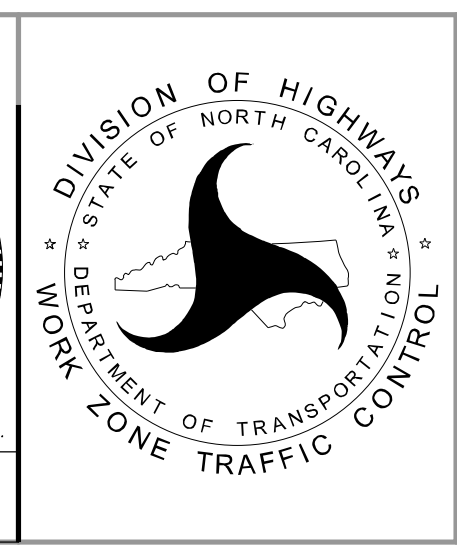 DIVISION OF HIGHWAYS
STATE OF NORTH CAROLINA
DEPARTMENT OF TRANSPORTATION
WORK ZONE TRAFFIC CONTROL